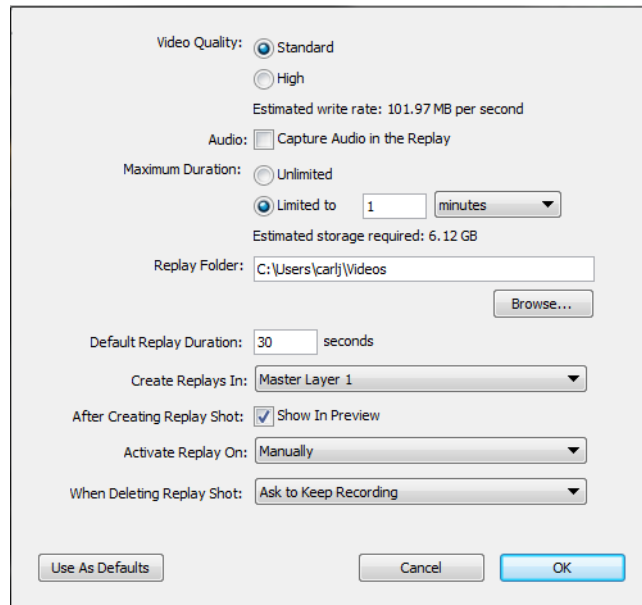 Video Quality: Standard
High
Estimated write rate: 101.97 MB per second
Audio: Capture Audio in the Replay
Maximum Duration: Unlimited
Limited to 1 minutes
Estimated storage required: 6.12 GB
Replay Folder: C:\Users\carlj\Videos
Browse...
Default Replay Duration: 30 seconds
Create Replays In: Master Layer 1
After Creating Replay Shot: Show In Preview
Activate Replay On: Manually
When Deleting Replay Shot: Ask to Keep Recording
Use As Defaults Cancel OK